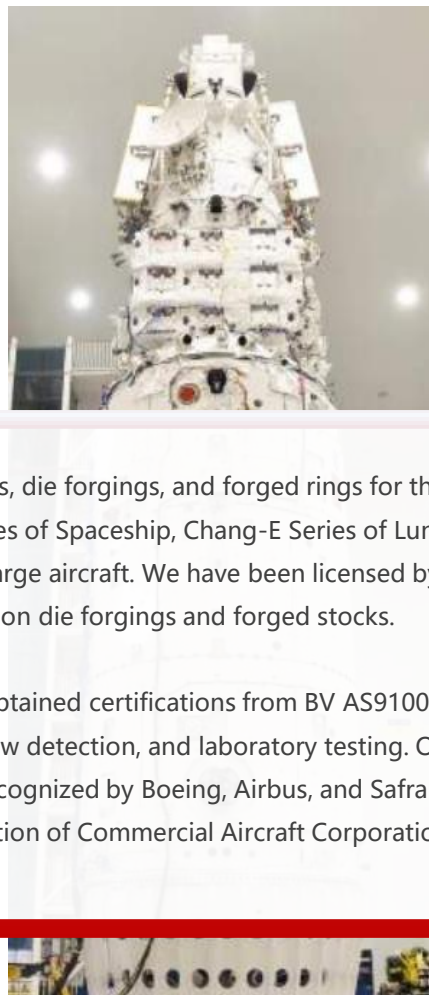 s, die forgings, and forged rings for th
es of Spaceship, Chang-E Series of Lur
arge aircraft. We have been licensed by
on die forgings and forged stocks.
otained certifications from BV AS9100
w detection, and laboratory testing. C
cognized by Boeing, Airbus, and Safra
tion of Commercial Aircraft Corporatio